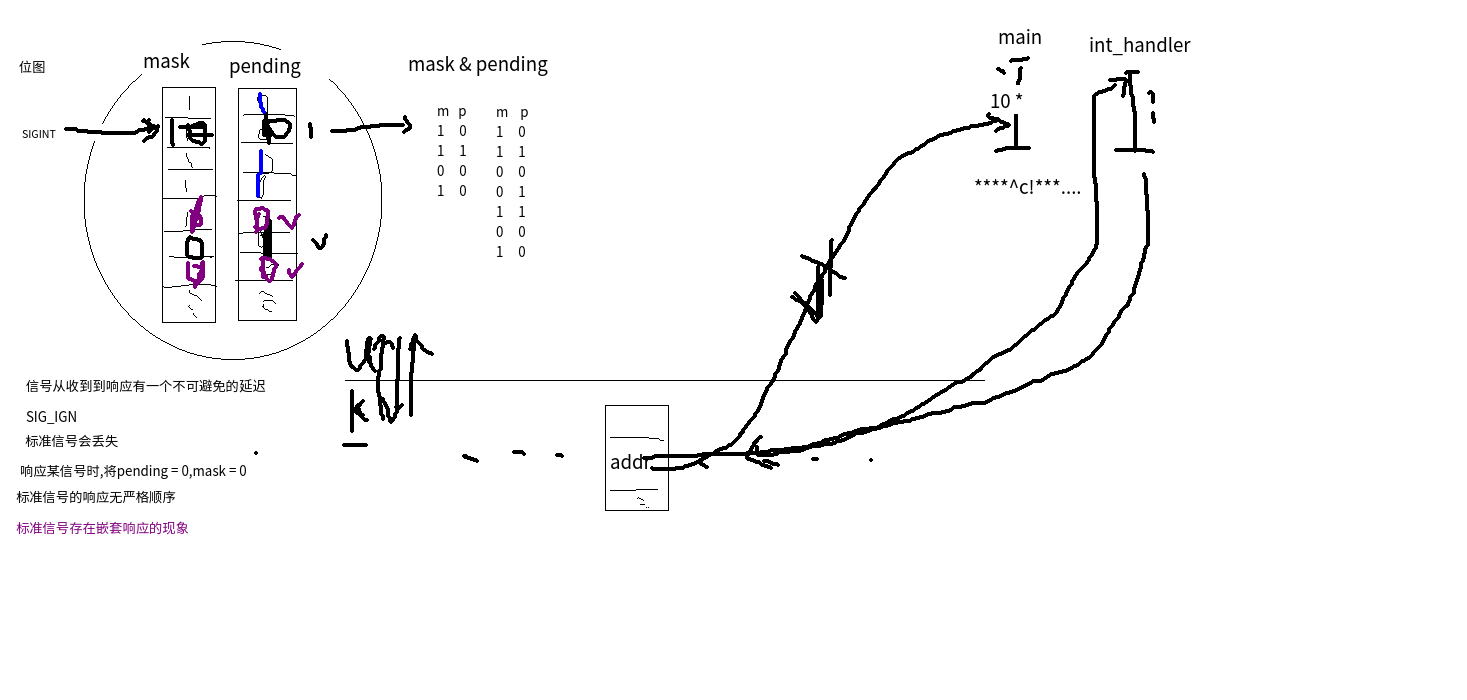 main
int_handler
位图
mask
pending
mask & pending
10 *
m p
m p
1 0
1 0
SIGINT
1 1
1 1
0 1
0 0
1 0
0 1
1 1
0 0
1 0
****^c!***....
信号从收到到响应有一个不可避免的延迟
k
SIG_IGN
标准信号会丢失
addr
响应某信号时,将pending = 0,mask = 0
标准信号的响应无严格顺序
标准信号存在嵌套响应的现象